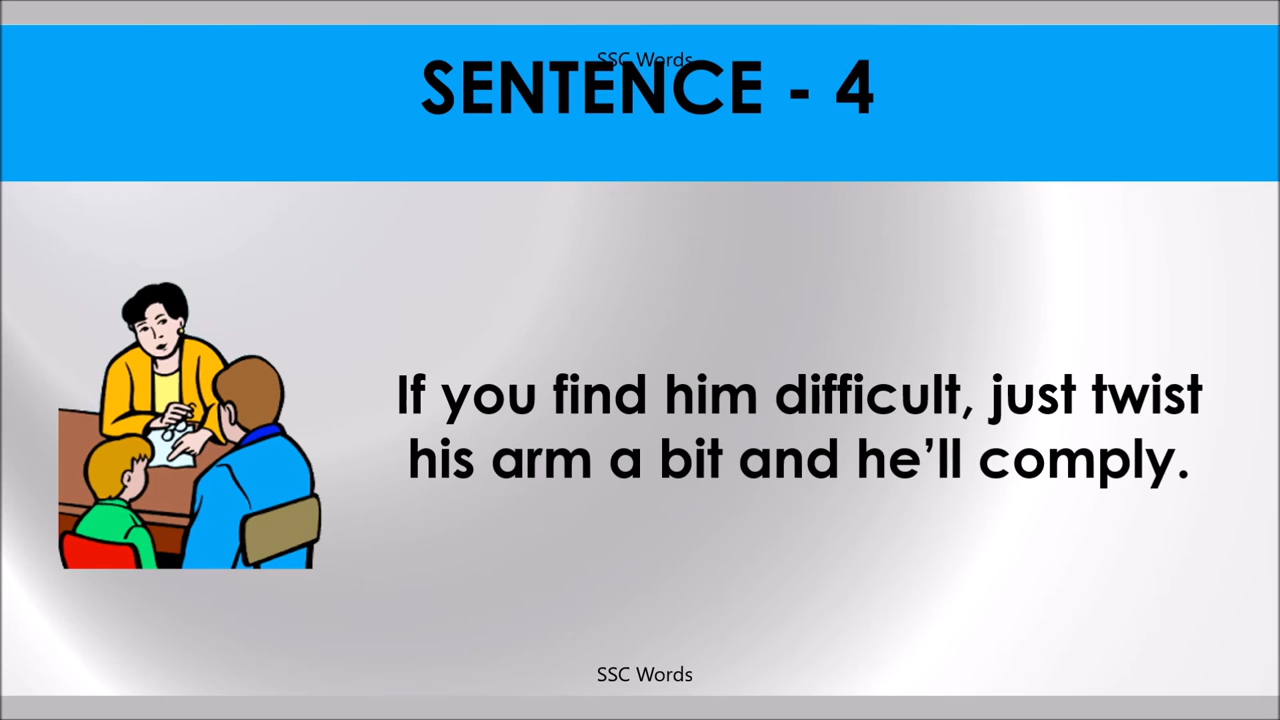 SSC Words
SENTENCE - 4
If you find him difficult, just twist
his arm a bit and he’ll comply.
SSC Words